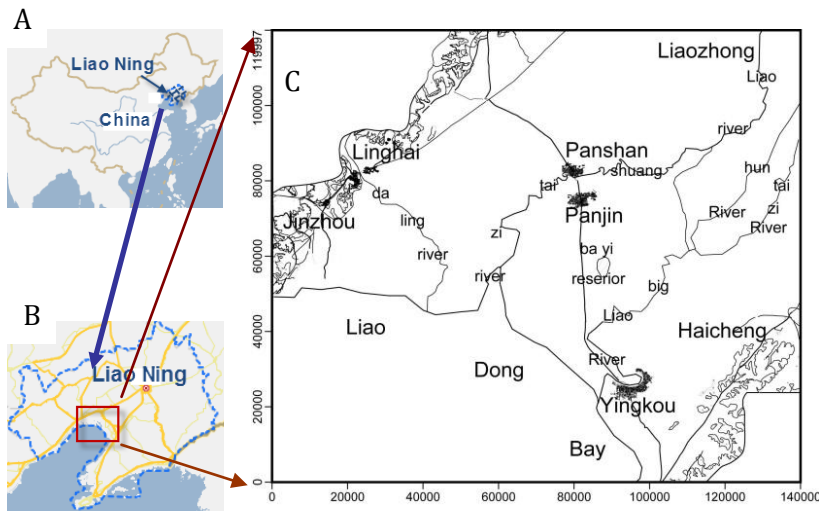 A
Liao Ning
China
B
Liao Ning
C
Liaozhong
Liao
river
Linghai
Panshan
shuang
hun
tai
da
tai
Jinzhou
ling
Panjin
River
zi
River
zi
river
ba yi
river
reserior
big
Liao
Liao
Haicheng
Dong
River
Yingkou
Bay
119997
100000
80000
60000
40000
20000
0
0
20000
40000
60000
80000
100000
120000
140000